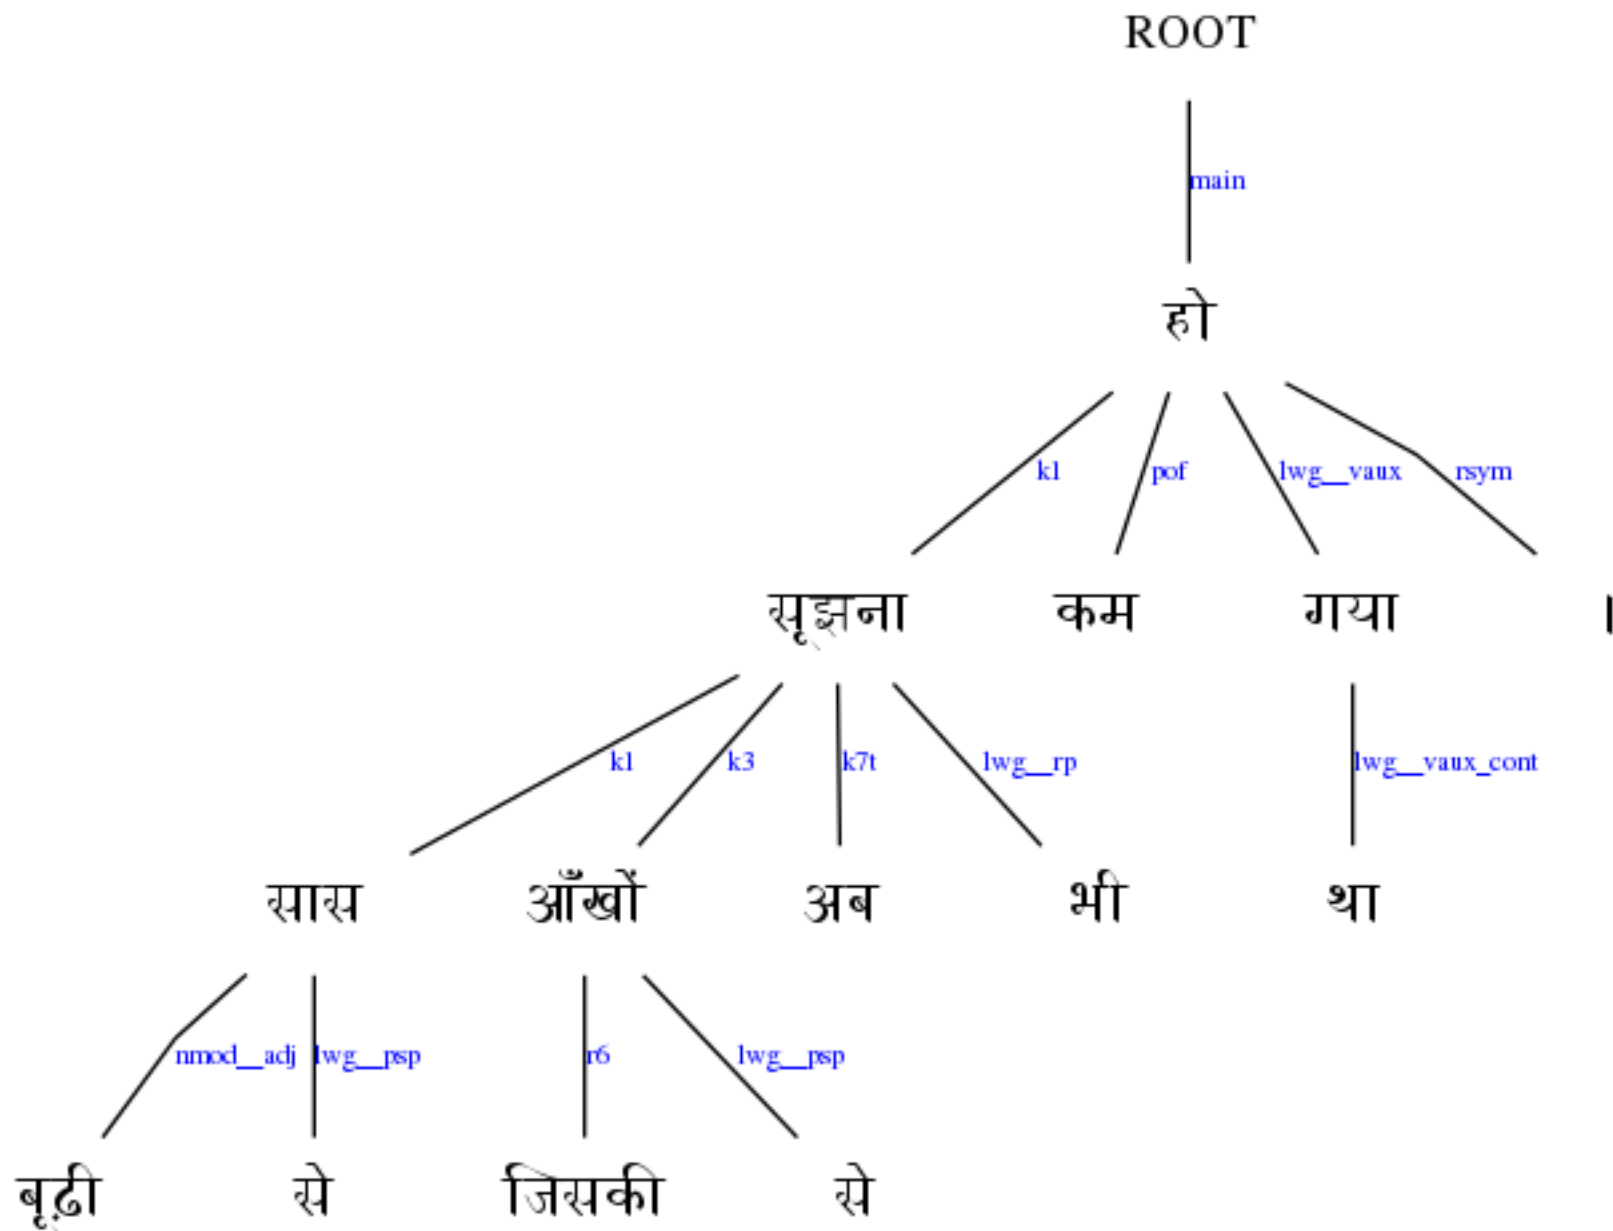 ROOT
main
हो
k1 pof lwg__vaux rsym
सूझना कम गया ।
k1 k3 k7t lwg__rp lwg__vaux_cont
सास आँखों अब भी था
nmod__adj lwg__psp r6 lwg__psp
बूढ़ी से जिसकी से